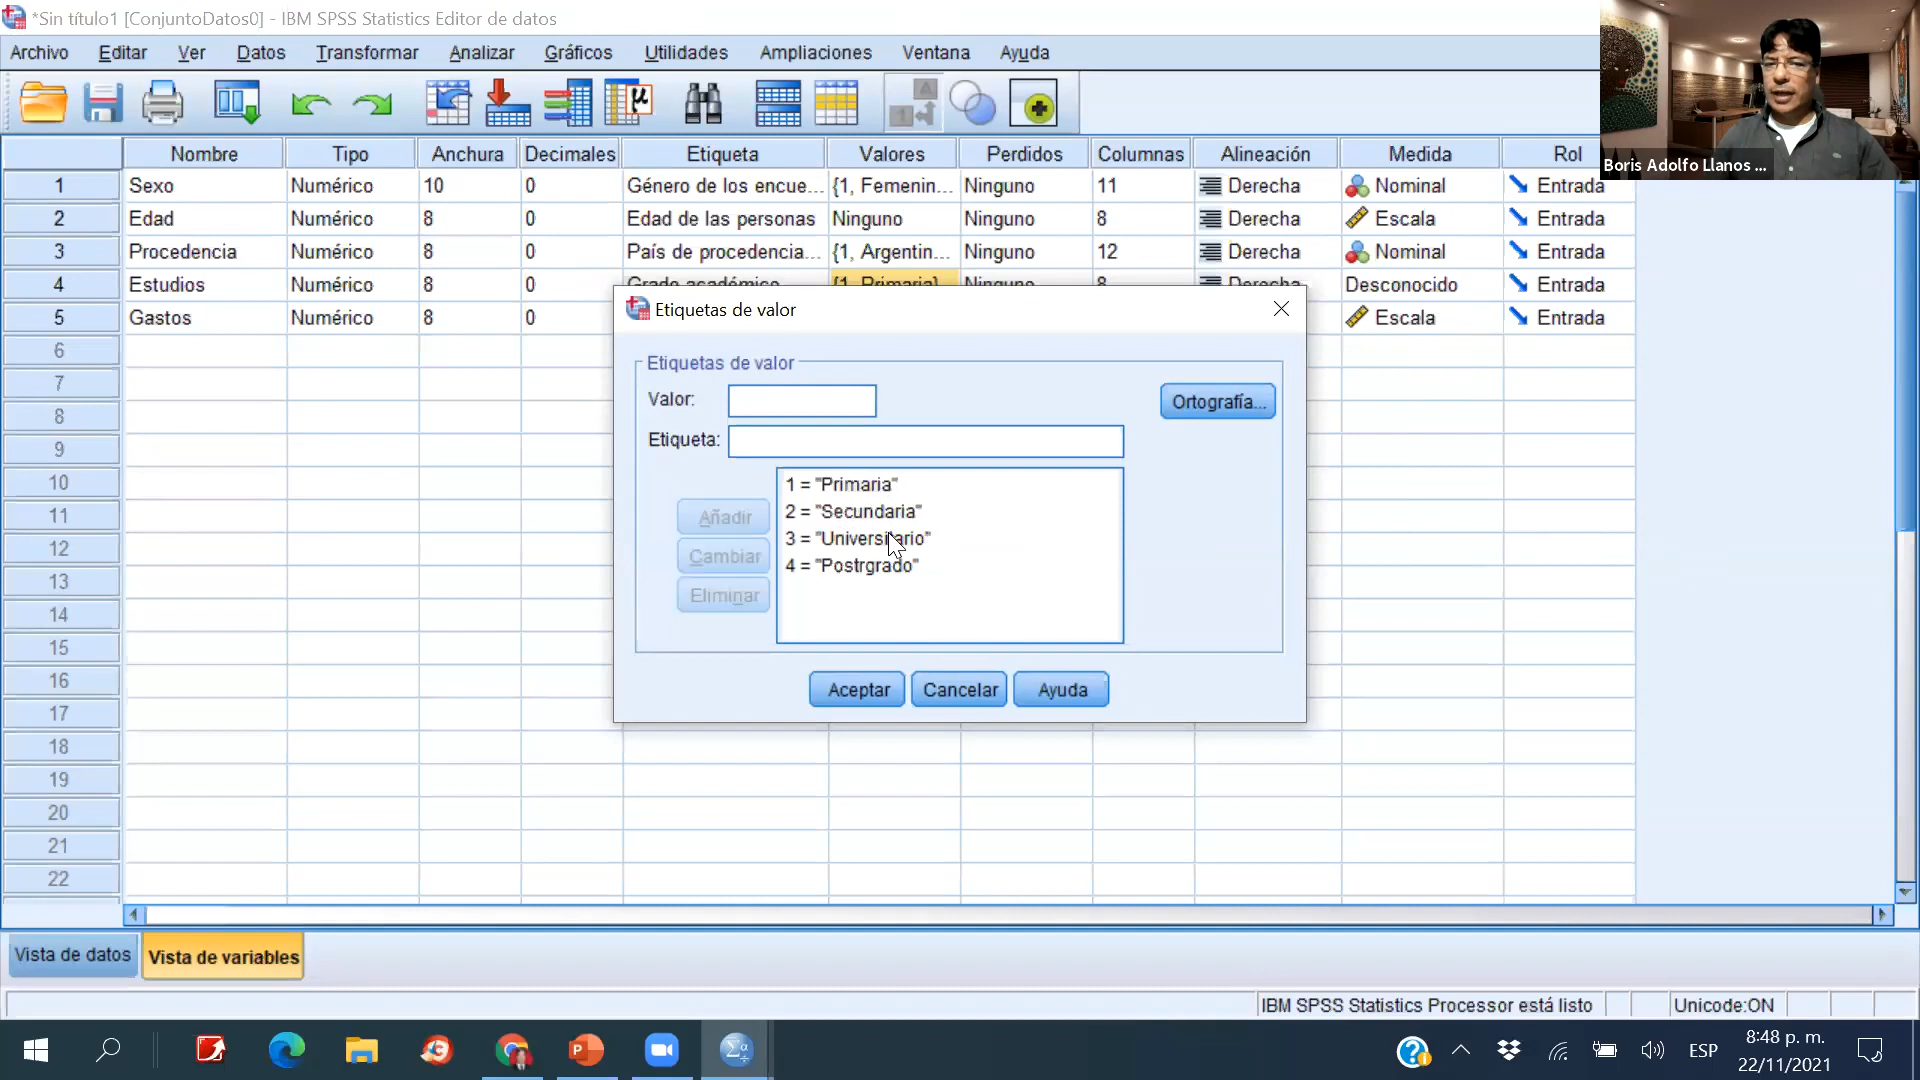 *Sin título1 [ConjuntoDatos0] - IBM SPSS Statistics Editor de datos
Archivo Editar Ver Datos Transformar Analizar Gráficos Utilidades Ampliaciones Ventana Ayuda
Boris Adolfo Llanos ...
Nombre Tipo Anchura Decimales Etiqueta Valores Perdidos Columnas Alineación Medida Rol
1 Sexo Numérico 10 0 Género de los encue... {1, Femenin... Ninguno 11 Derecha Nominal Entrada
2 Edad Numérico 8 0 Edad de las personas Ninguno Ninguno 8 Derecha Escala Entrada
3 Procedencia Numérico 8 0 País de procedencia... {1, Argentin... Ninguno 12 Derecha Nominal Entrada
4 Estudios Numérico 8 0 Grado académico {1, Primaria} Ninguno 8 Derecha Desconocido Entrada
5 Gastos Numérico 8 0 Escala Entrada
6
7
8
9
10
11
12
13
14
15
16
17
18
19
20
21
22
Etiquetas de valor
Etiquetas de valor
Valor:
Ortografía...
Etiqueta:
1 = "Primaria"
2 = "Secundaria"
3 = "Universitario"
4 = "Postrgrado"
Añadir
Cambiar
Eliminar
Aceptar Cancelar Ayuda
Vista de datos Vista de variables
IBM SPSS Statistics Processor está listo Unicode:ON
ESP
8:48 p. m.
22/11/2021